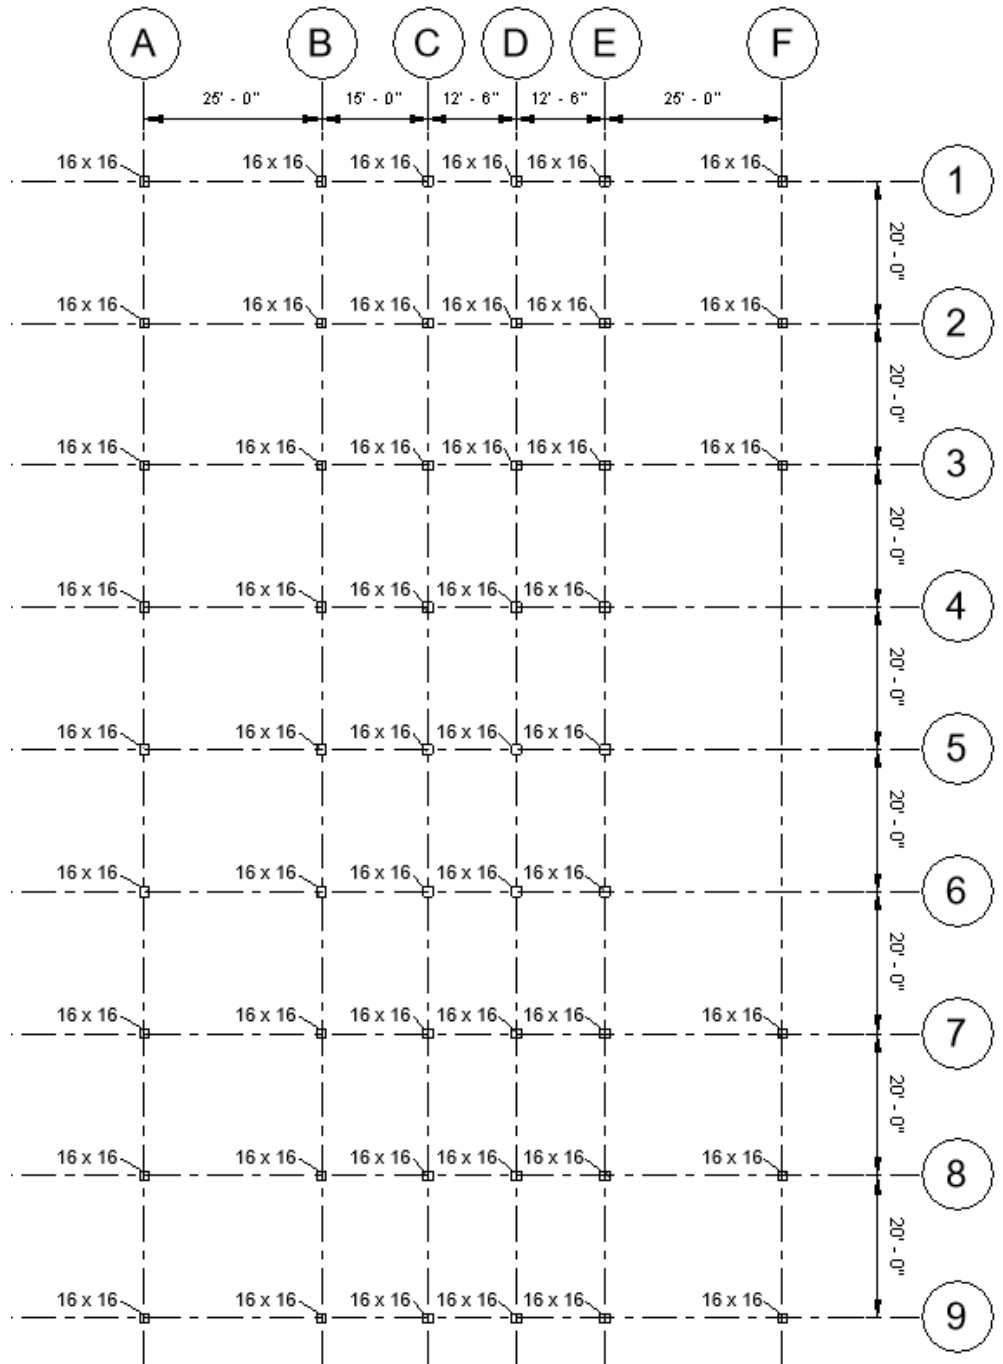 A B C D E F
25' - 0" 15' - 0" 12' - 6" 12' - 6" 25' - 0"
16 x 16 16 x 16 16 x 16 16 x 16 16 x 16 16 x 16
1
20' - 0"
16 x 16 16 x 16 16 x 16 16 x 16 16 x 16 16 x 16
2
20' - 0"
16 x 16 16 x 16 16 x 16 16 x 16 16 x 16 16 x 16
3
20' - 0"
16 x 16 16 x 16 16 x 16 16 x 16 16 x 16
4
20' - 0"
16 x 16 16 x 16 16 x 16 16 x 16 16 x 16
5
20' - 0"
16 x 16 16 x 16 16 x 16 16 x 16 16 x 16
6
20' - 0"
16 x 16 16 x 16 16 x 16 16 x 16 16 x 16 16 x 16
7
20' - 0"
16 x 16 16 x 16 16 x 16 16 x 16 16 x 16 16 x 16
8
20' - 0"
16 x 16 16 x 16 16 x 16 16 x 16 16 x 16 16 x 16
9